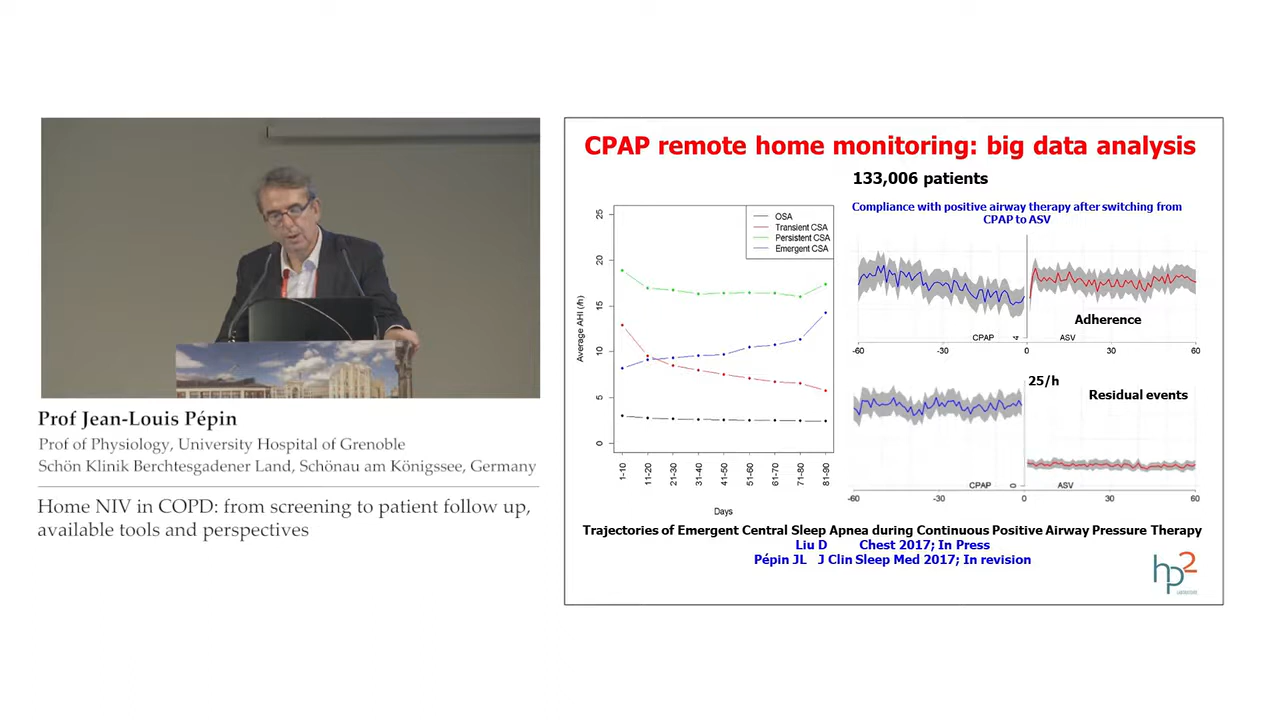 Prof Jean-Louis Pépin
Prof of Physiology, University Hospital of Grenoble
Schön Klinik Berchtesgadener Land, Schönau am Königssee, Germany
Home NIV in COPD: from screening to patient follow up,
available tools and perspectives
CPAP remote home monitoring: big data analysis
133,006 patients
Compliance with positive airway therapy after switching from
CPAP to ASV
Average AHI (/h)
25
20
15
10
5
0
OSA
Transient CSA
Persistent CSA
Emergent CSA
1-10
11-20
21-30
31-40
41-50
51-60
61-70
71-80
81-90
Days
Adherence
CPAP
4
ASV
-60
-30
0
30
60
25/h
Residual events
CPAP
0
ASV
-60
-30
0
30
60
Trajectories of Emergent Central Sleep Apnea during Continuous Positive Airway Pressure Therapy
Liu D Chest 2017; In Press
Pépin JL J Clin Sleep Med 2017; In revision
hp2